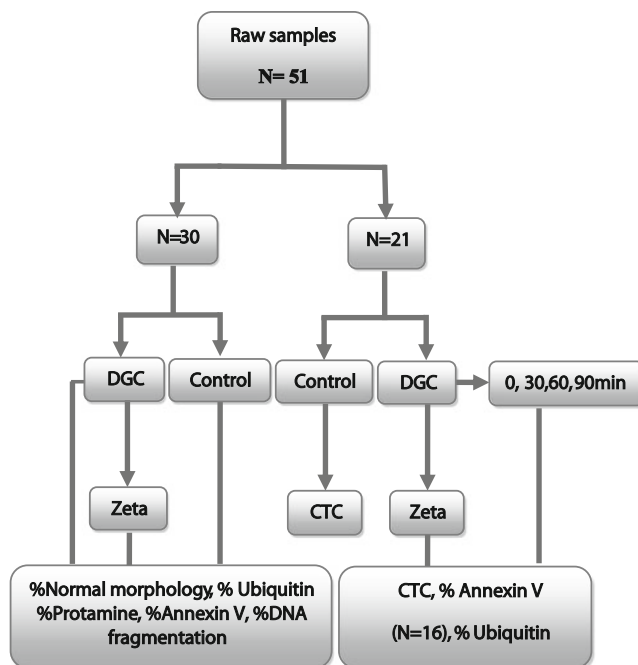 Raw samples
N= 51
N=30
N=21
DGC
Control
Control
DGC
0, 30,60,90min
Zeta
CTC
Zeta
%Normal morphology, % Ubiquitin
%Protamine, %Annexin V, %DNA
fragmentation
CTC, % Annexin V
(N=16), % Ubiquitin